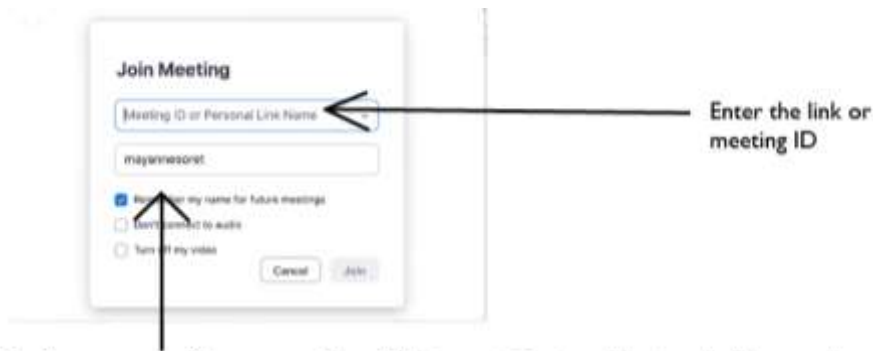 Join Meeting
Meeting ID or Personal Link Name
Enter the link or
meeting ID
mayannesoret
Remember my name for future meetings
Don't connect to audio
Turn off my video
Cancel
Join